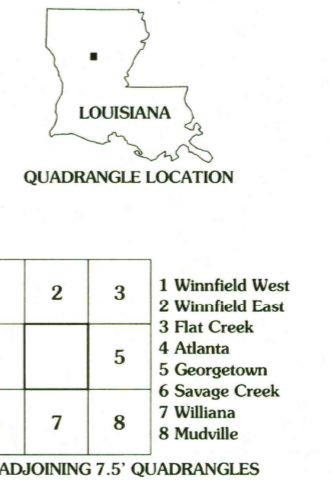 LOUISIANA
QUADRANGLE LOCATION
2 3
5
7 8
1 Winnfield West
2 Winnfield East
3 Flat Creek
4 Atlanta
5 Georgetown
6 Savage Creek
7 Williana
8 Mudville
ADJOINING 7.5' QUADRANGLES